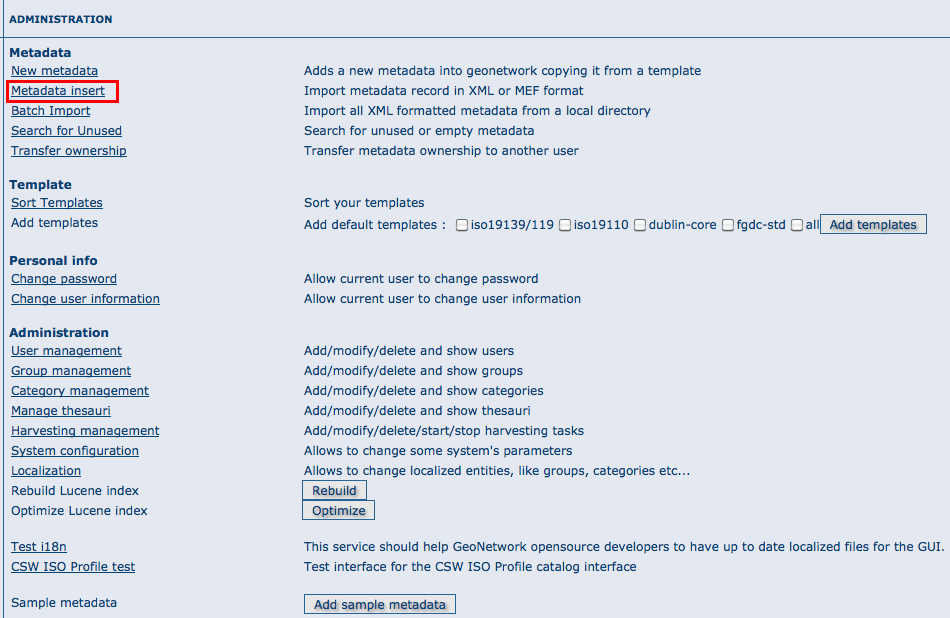 ADMINISTRATION
Metadata
New metadata Adds a new metadata into geonetwork copying it from a template
Metadata insert Import metadata record in XML or MEF format
Batch Import Import all XML formatted metadata from a local directory
Search for Unused Search for unused or empty metadata
Transfer ownership Transfer metadata ownership to another user
Template
Sort Templates Sort your templates
Add templates Add default templates : iso19139/119 iso19110 dublin-core fgdc-std all Add templates
Personal info
Change password Allow current user to change password
Change user information Allow current user to change user information
Administration
User management Add/modify/delete and show users
Group management Add/modify/delete and show groups
Category management Add/modify/delete and show categories
Manage thesauri Add/modify/delete and show thesauri
Harvesting management Add/modify/delete/start/stop harvesting tasks
System configuration Allows to change some system's parameters
Localization Allows to change localized entities, like groups, categories etc...
Rebuild Lucene index Rebuild
Optimize Lucene index Optimize
Test i18n This service should help GeoNetwork opensource developers to have up to date localized files for the GUI.
CSW ISO Profile test Test interface for the CSW ISO Profile catalog interface
Sample metadata Add sample metadata